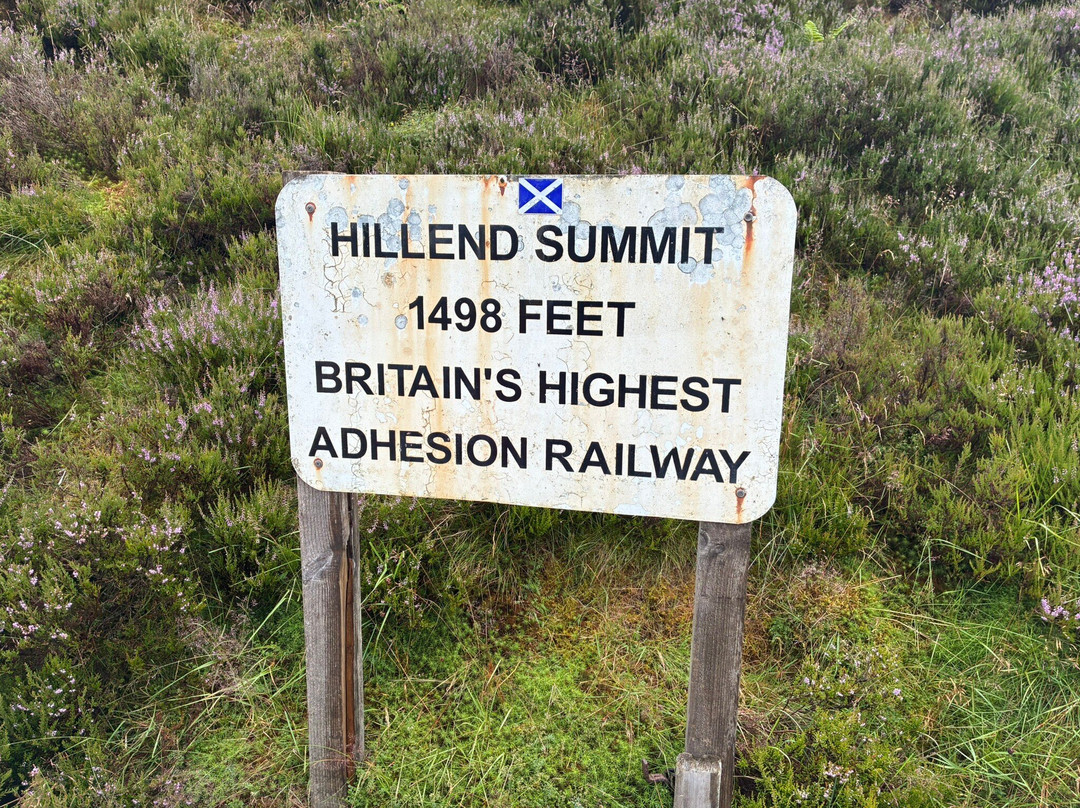 HILLEND SUMMIT
1498 FEET
BRITAIN'S HIGHEST
ADHESION RAILWAY